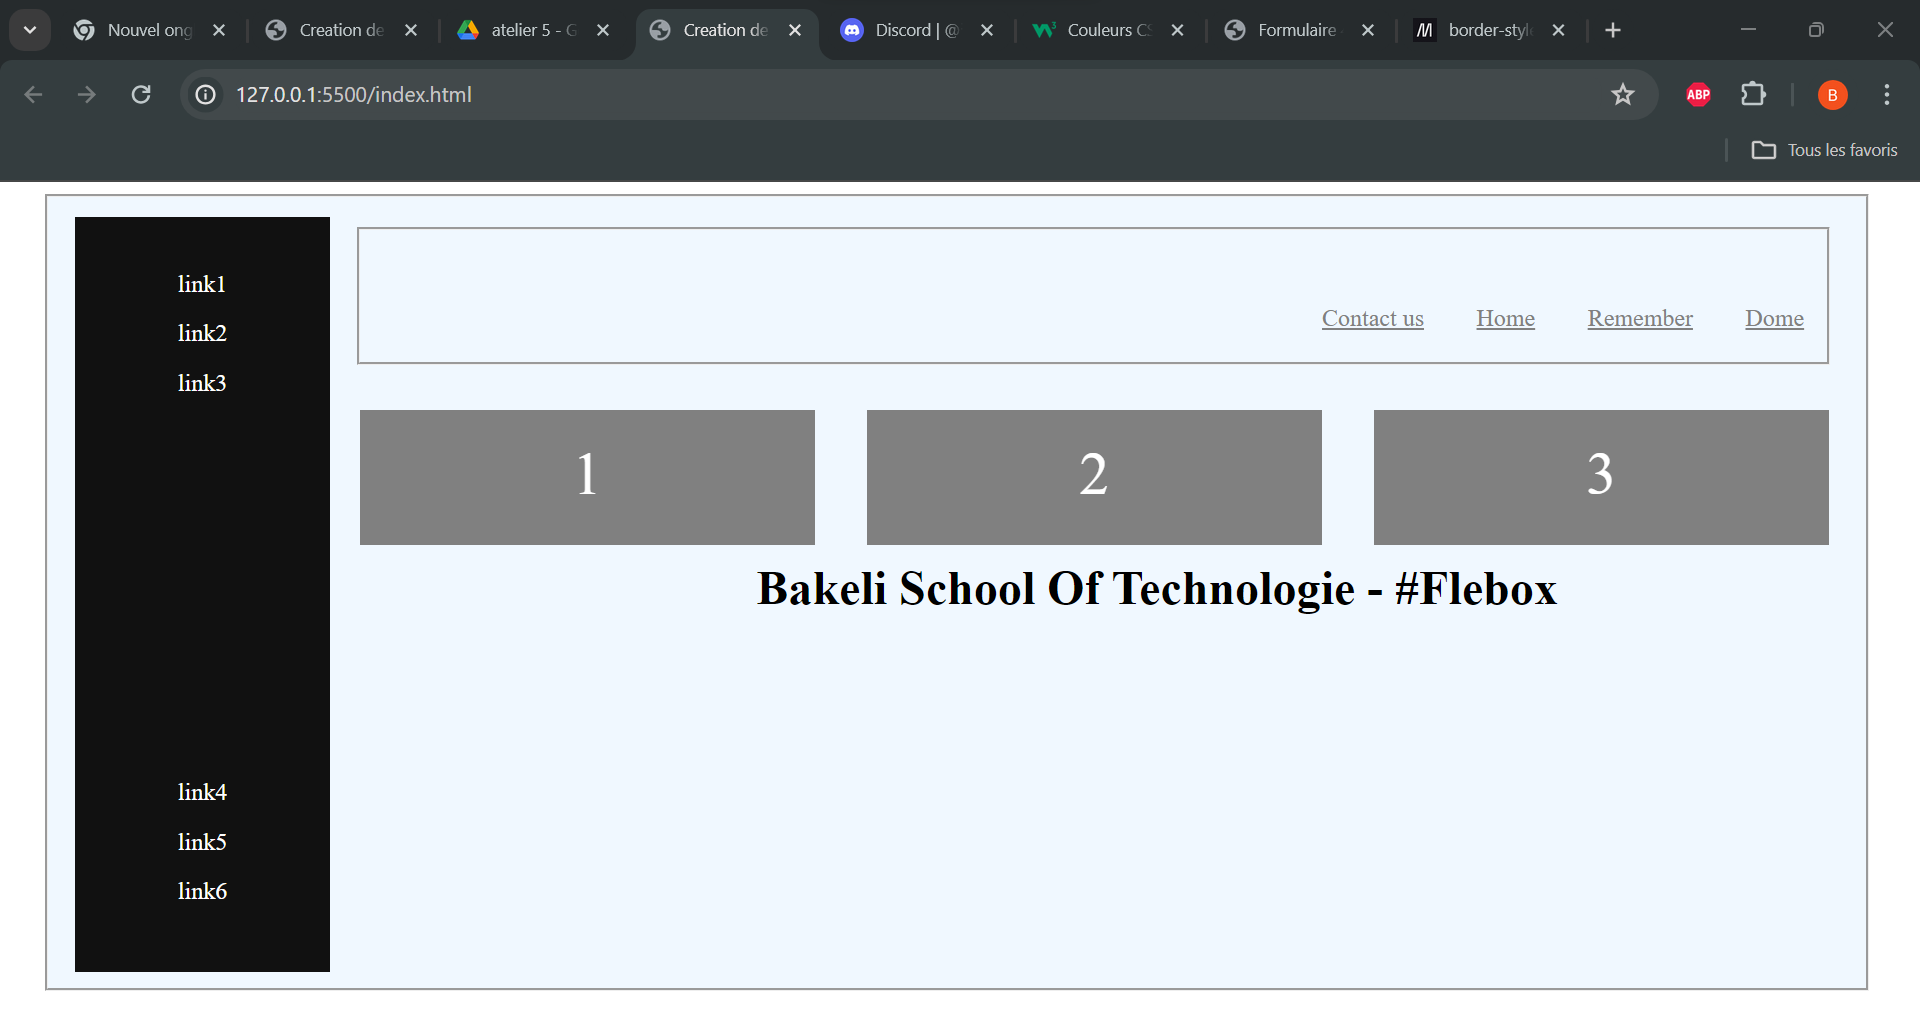 Nouvel ong
Creation de
atelier 5 - G
Creation de
Discord | @
Couleurs CS
Formulaire
border-style
127.0.0.1:5500/index.html
ABP
B
Tous les favoris
link1
link2
link3
link4
link5
link6
Contact us Home Remember Dome
1 2 3
Bakeli School Of Technologie - #Flebox